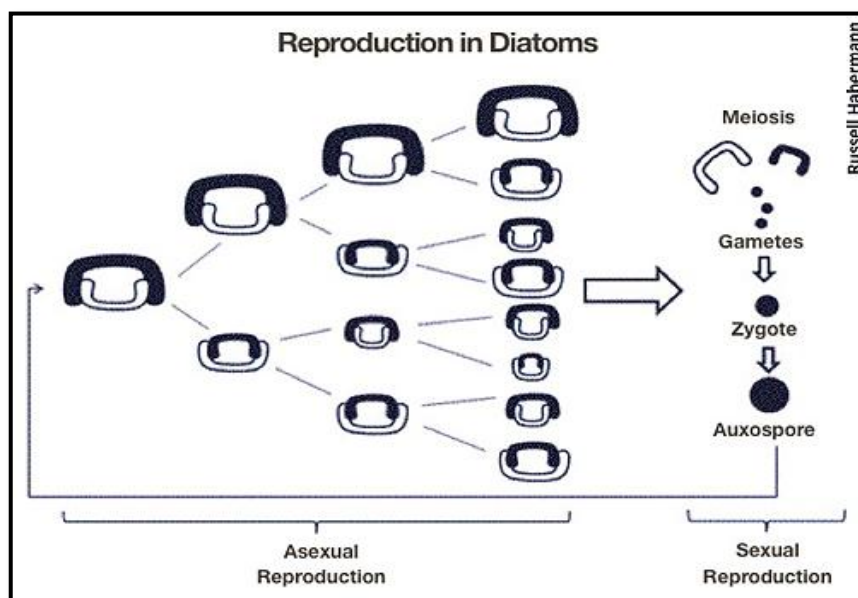 Reproduction in Diatoms
Russell Habermann
Meiosis
Gametes
Zygote
Auxospore
Asexual
Reproduction
Sexual
Reproduction